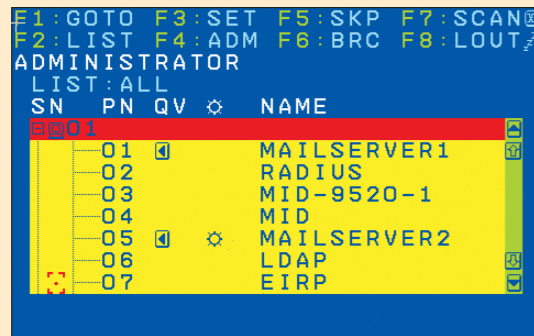 F1:GOTO F3:SET F5:SKP F7:SCAN
F2:LIST F4:ADM F6:BRC F8:LOUT
ADMINISTRATOR
LIST:ALL
SN PN QV NAME
01
01 MAILSERVER1
02 RADIUS
03 MID-9520-1
04 MID
05 MAILSERVER2
06 LDAP
07 EIRP